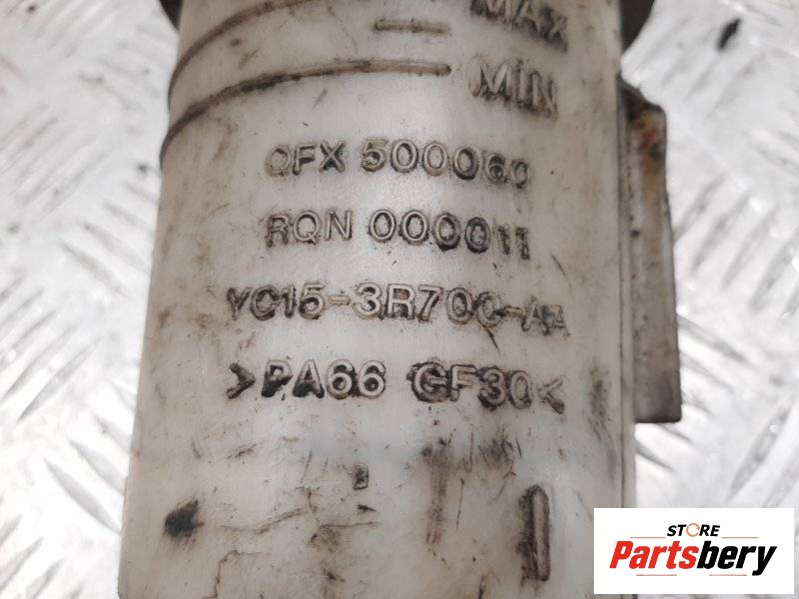 MAX
MIN
QFX 500060
RQN 000011
YC15-3R700-AA
>PA66 GF30<
STORE
Partsbery